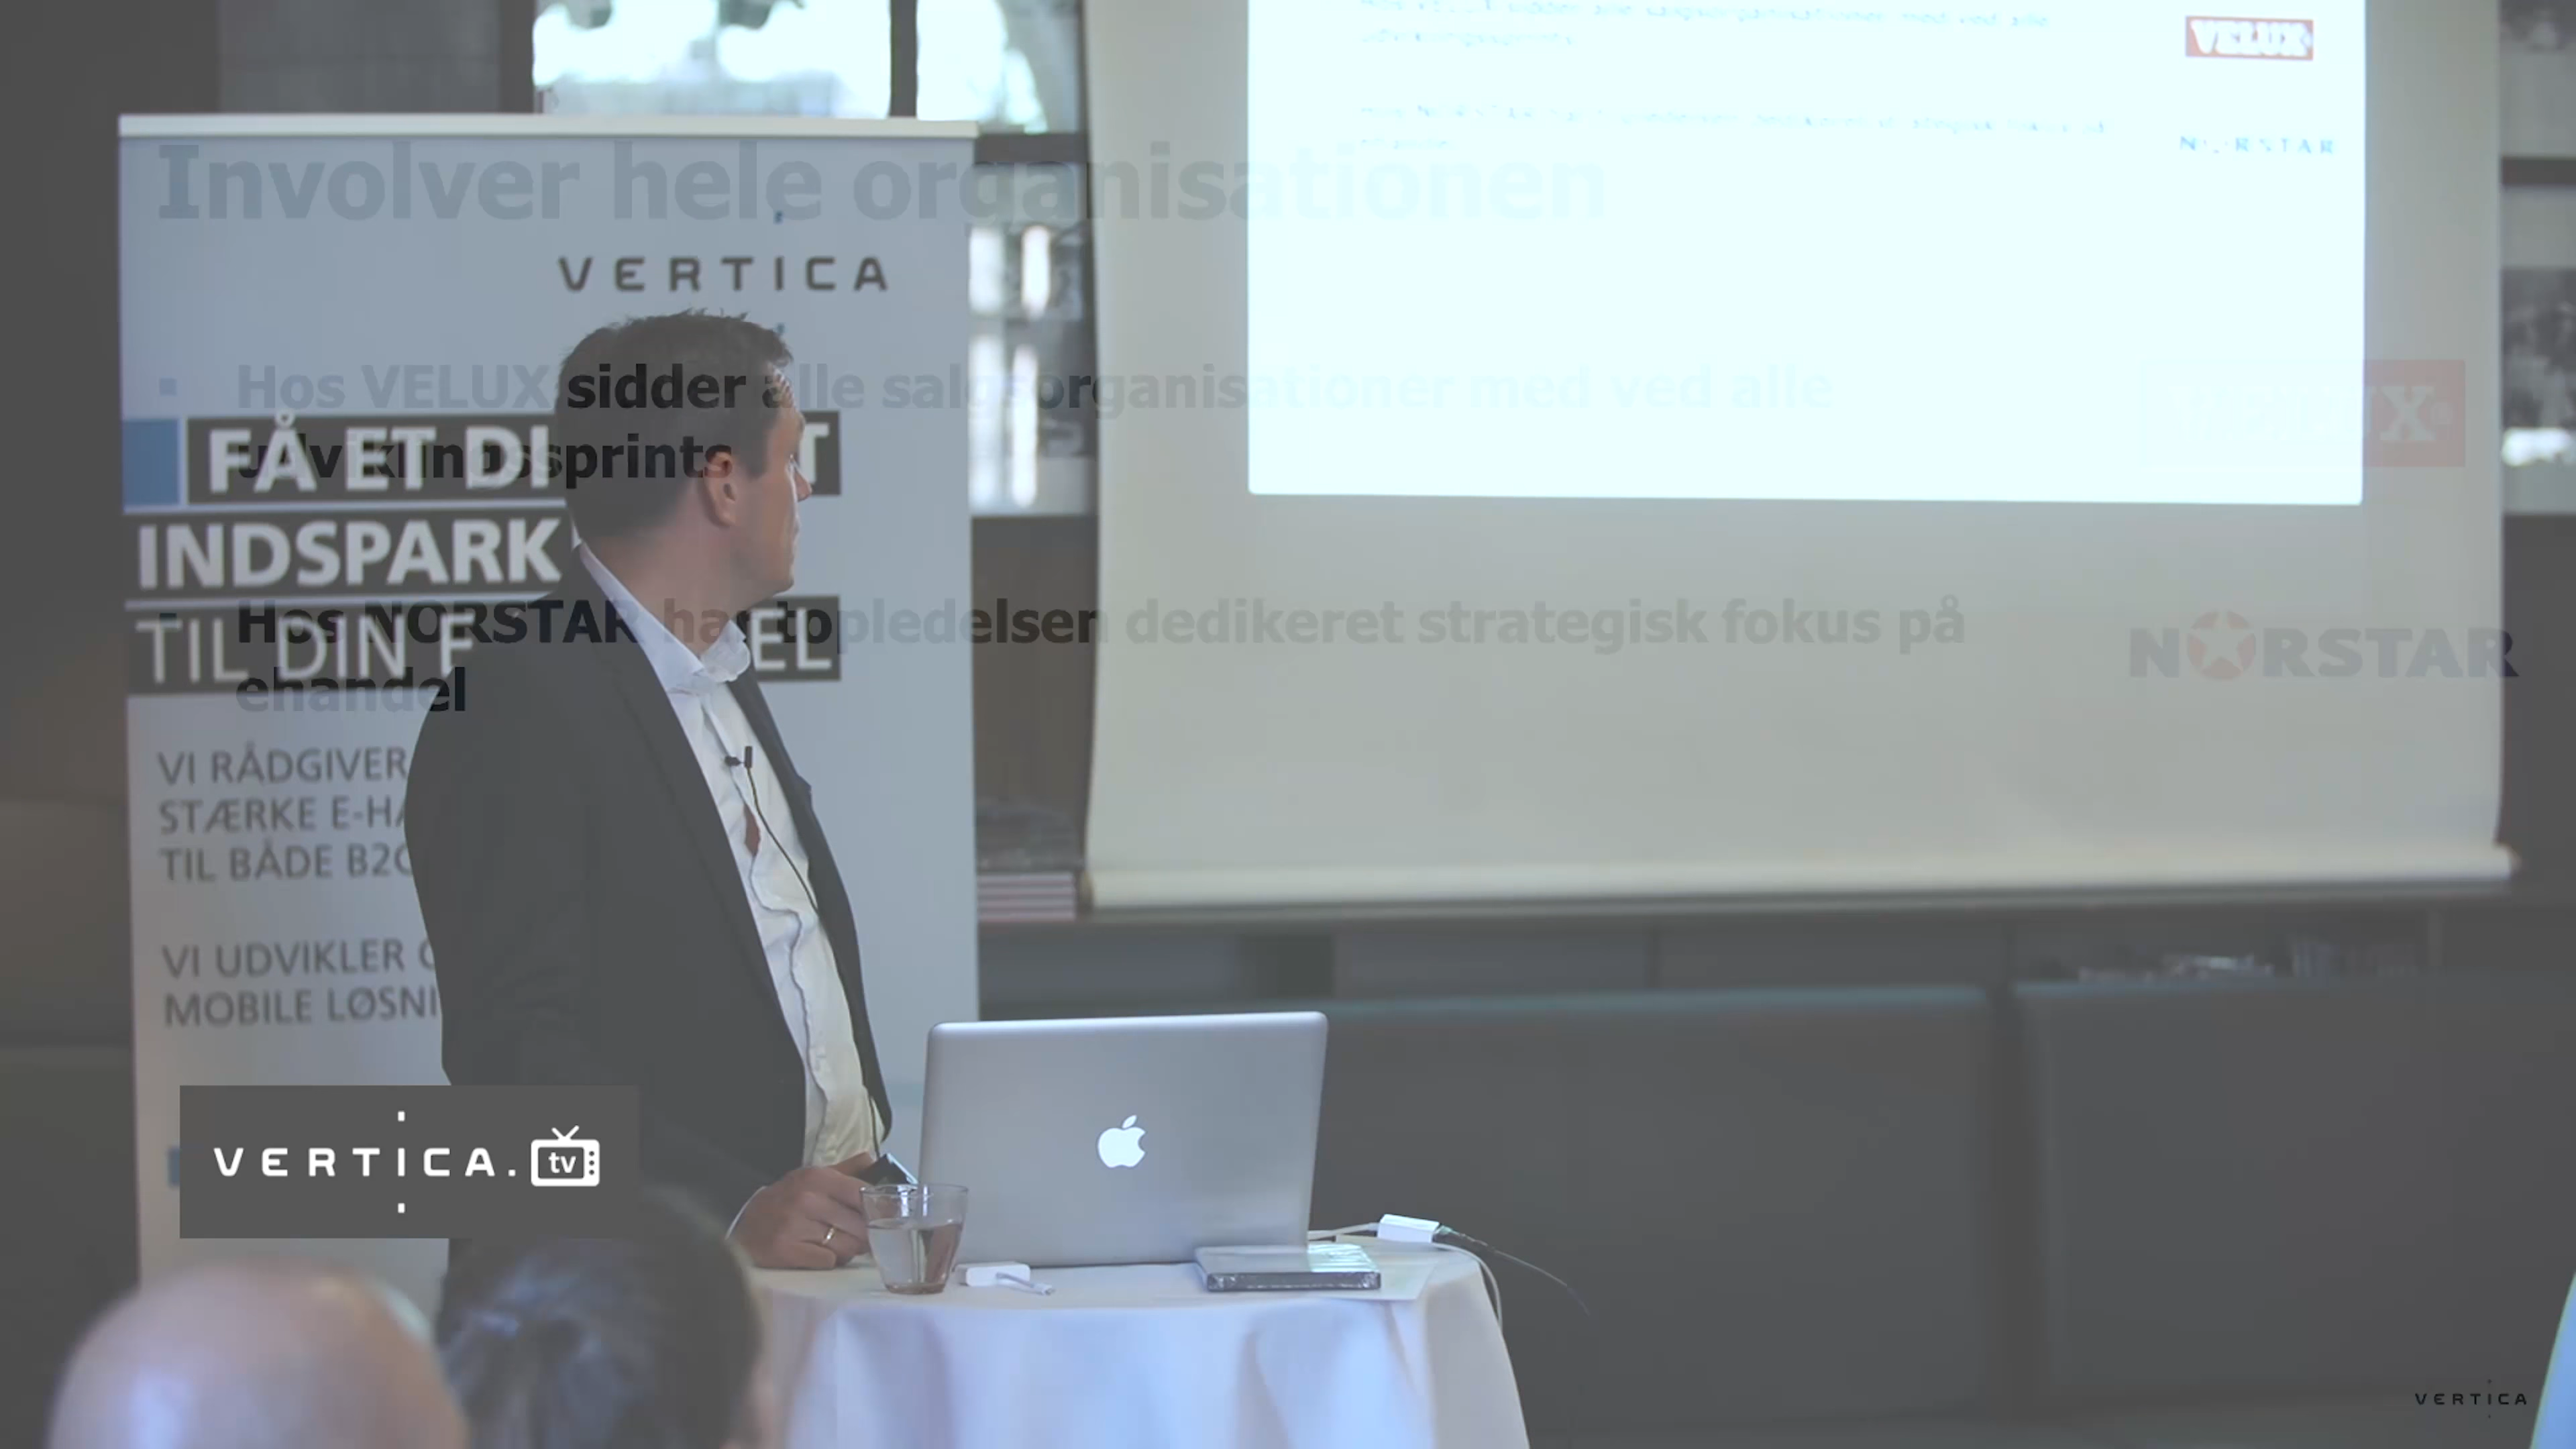 VELUX
NORSTAR
Involver hele organisationen
VERTICA
Hos VELUX sidder alle salgsorganisationer med ved alle
udviklingssprints
VELUX
FÅ ET DI T
INDSPARK
TIL DIN F EL
Hos NORSTAR har topledelsen dedikeret strategisk fokus på
ehandel
NORSTAR
VI RÅDGIVER
STÆRKE E-HA
TIL BÅDE B2C
VI UDVIKLER O
MOBILE LØSNI
VERTICA.tv
VERTICA